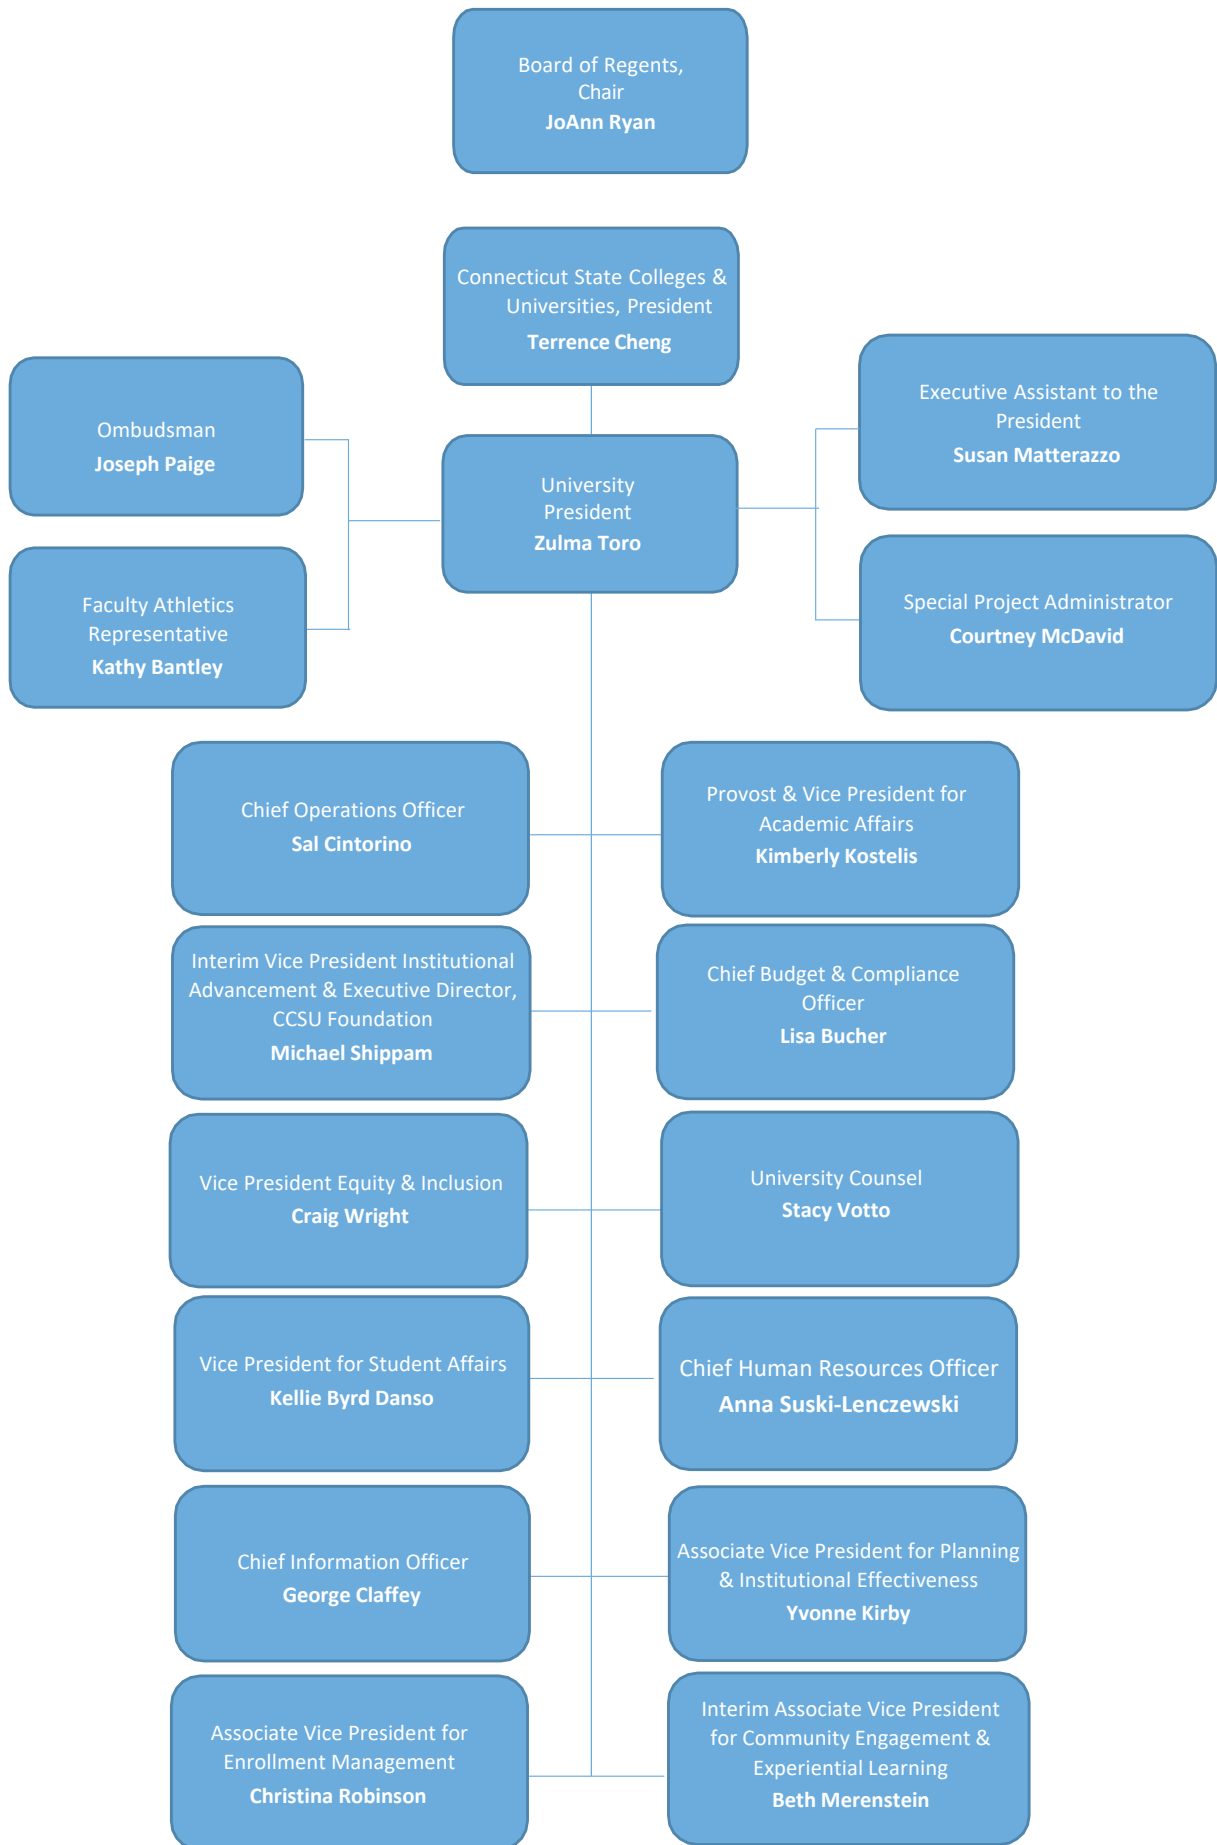 Board of Regents,
Chair
JoAnn Ryan
Connecticut State Colleges &
Universities, President
Terrence Cheng
Ombudsman
Joseph Paige
Executive Assistant to the
President
Susan Matterazzo
University
President
Zulma Toro
Faculty Athletics
Representative
Kathy Bantley
Special Project Administrator
Courtney McDavid
Chief Operations Officer
Sal Cintorino
Provost & Vice President for
Academic Affairs
Kimberly Kostelis
Interim Vice President Institutional
Advancement & Executive Director,
CCSU Foundation
Michael Shippam
Chief Budget & Compliance
Officer
Lisa Bucher
Vice President Equity & Inclusion
Craig Wright
University Counsel
Stacy Votto
Vice President for Student Affairs
Kellie Byrd Danso
Chief Human Resources Officer
Anna Suski-Lenczewski
Chief Information Officer
George Claffey
Associate Vice President for Planning
& Institutional Effectiveness
Yvonne Kirby
Associate Vice President for
Enrollment Management
Christina Robinson
Interim Associate Vice President
for Community Engagement &
Experiential Learning
Beth Merenstein